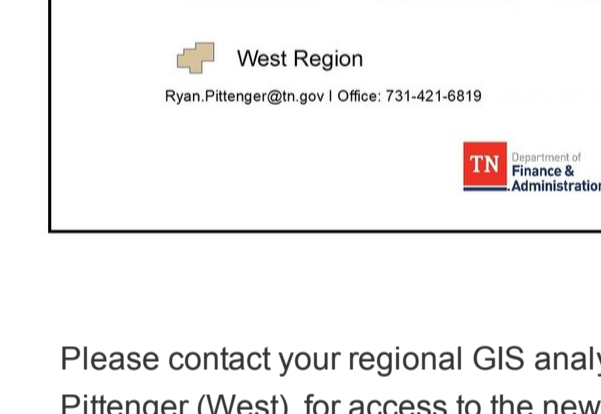 West Region
Ryan.Pittenger@tn.gov | Office: 731-421-6819
TN
Department of
Finance &
Administration
Please contact your regional GIS analy
Pittenger (West), for access to the new